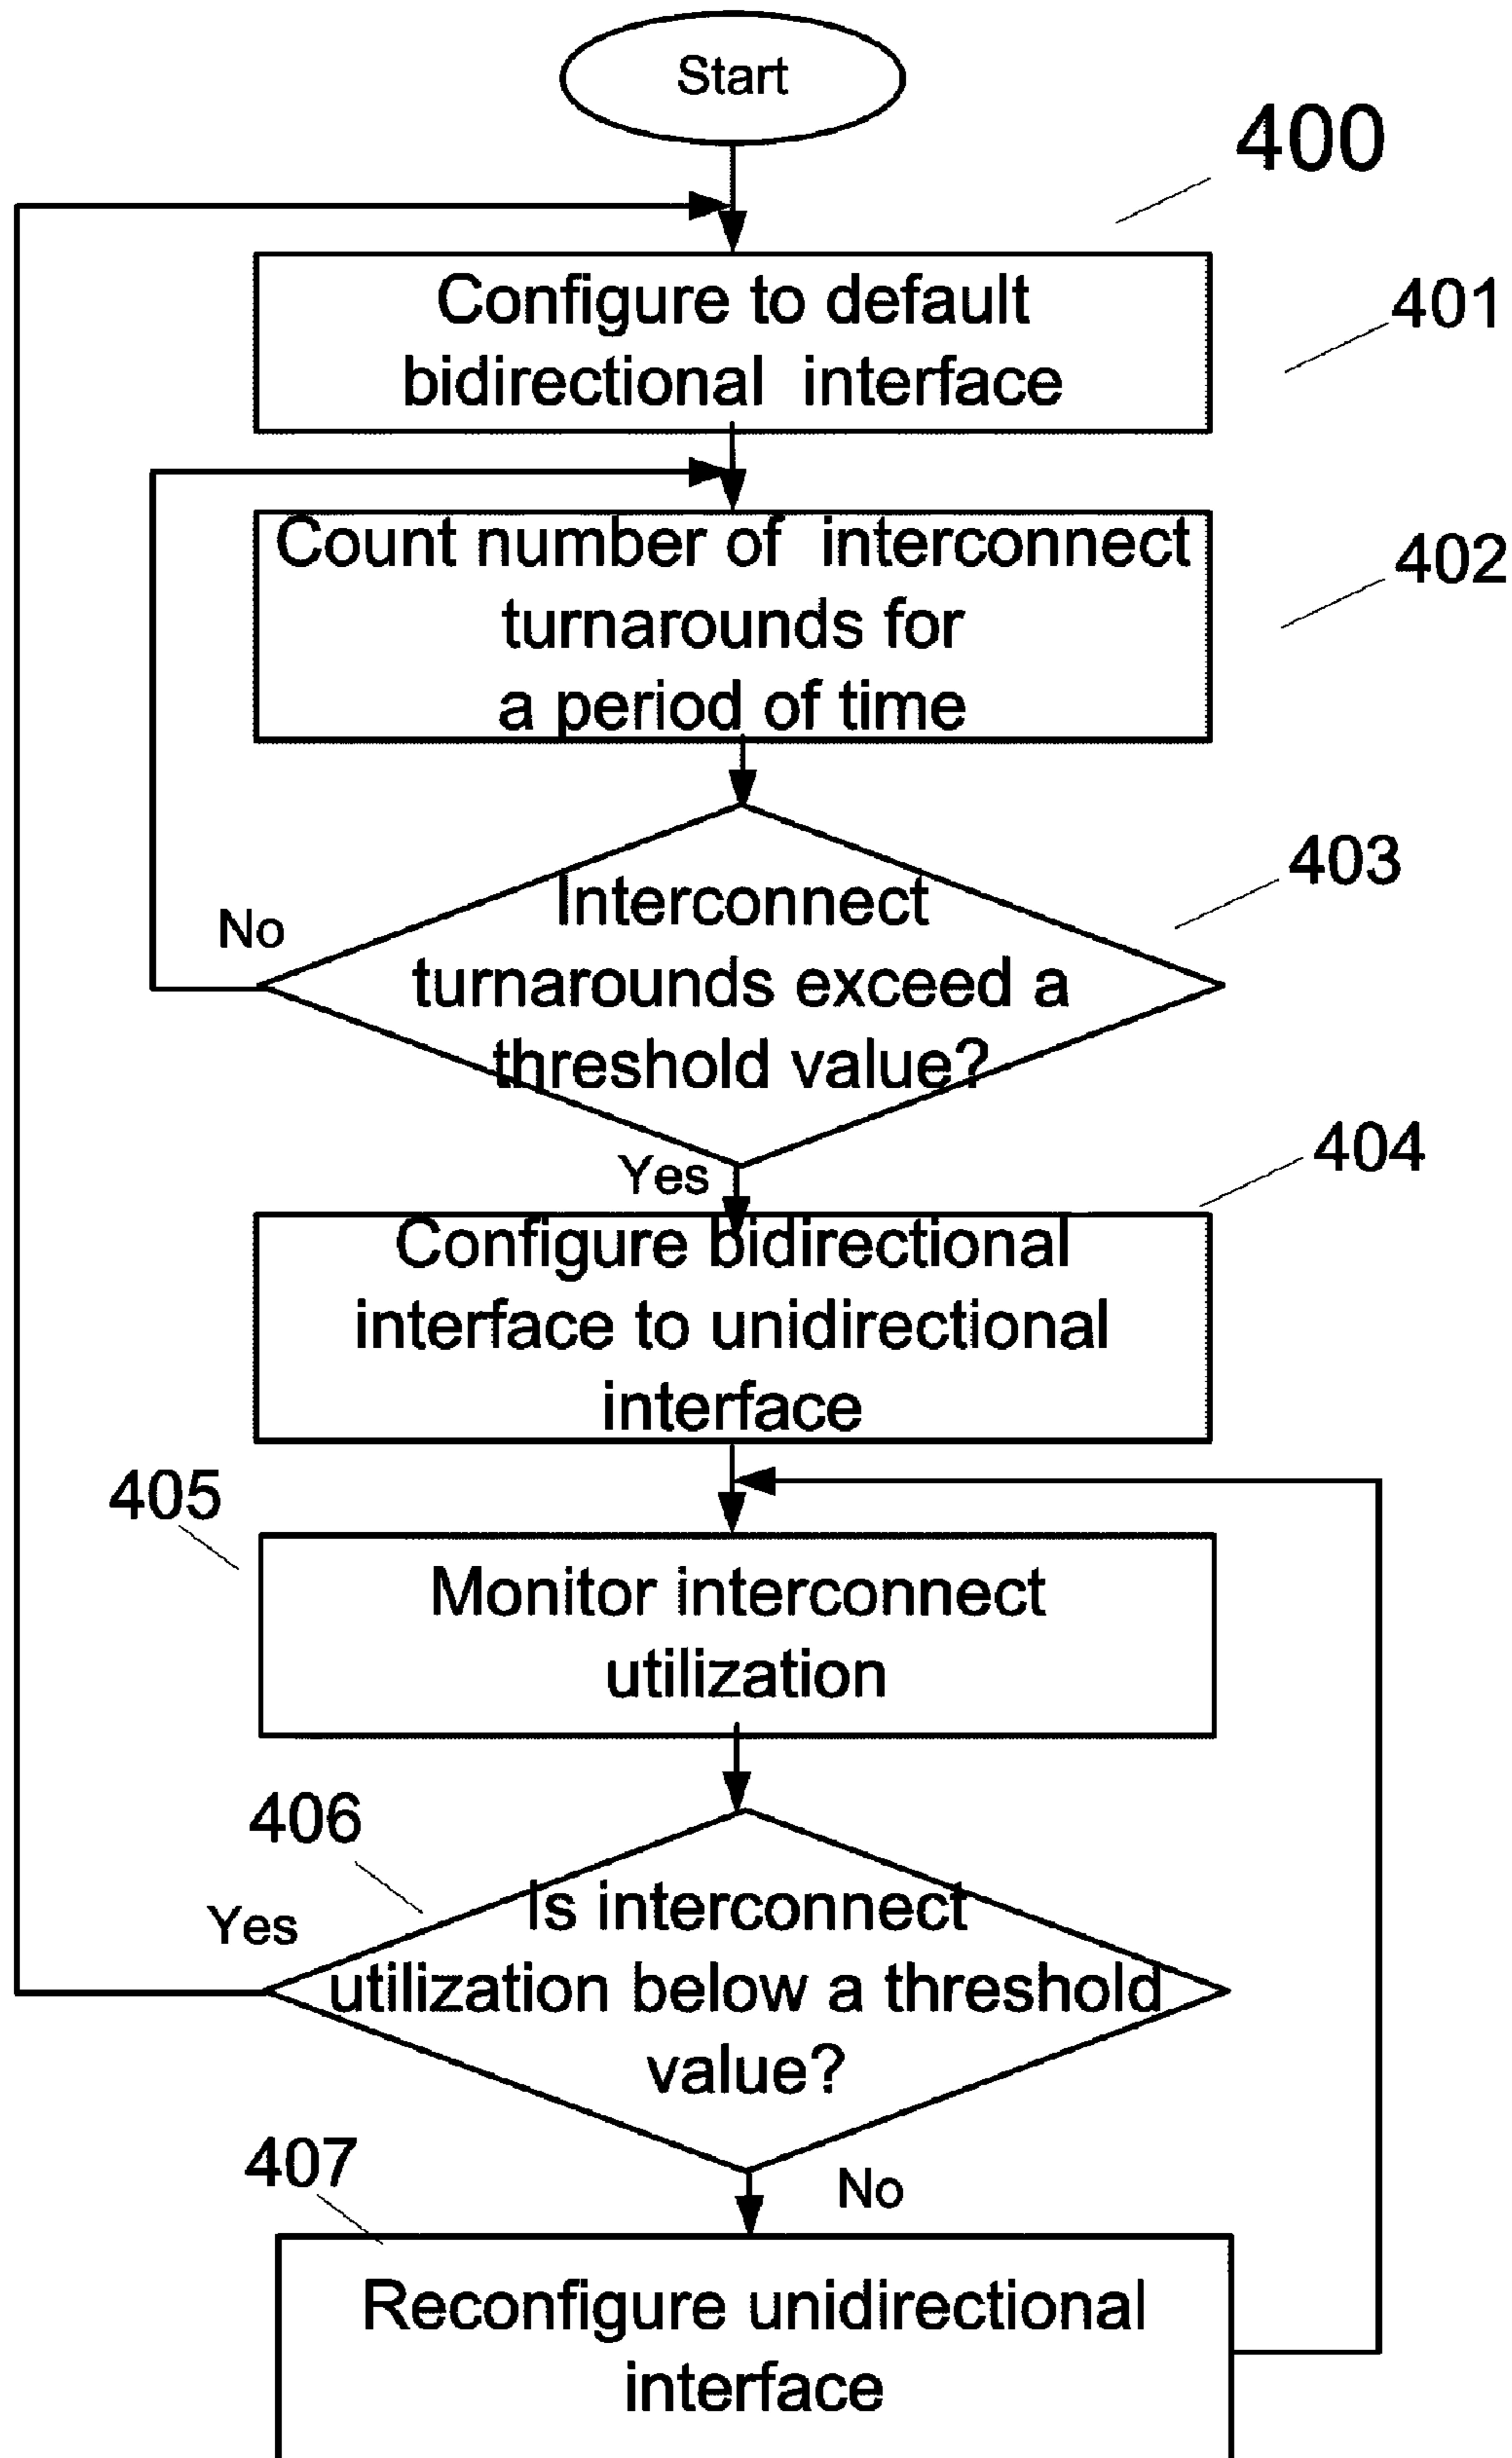 Start
400
Configure to default
bidirectional interface
401
Count number of interconnect
turnarounds for
a period of time
402
Interconnect
turnarounds exceed a
threshold value?
403
No
Yes
404
Configure bidirectional
interface to unidirectional
interface
405
Monitor interconnect
utilization
406
Yes
Is interconnect
utilization below a threshold
value?
407
No
Reconfigure unidirectional
interface